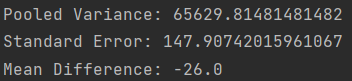 Pooled Variance: 65629.81481481482
Standard Error: 147.90742015961067
Mean Difference: -26.0